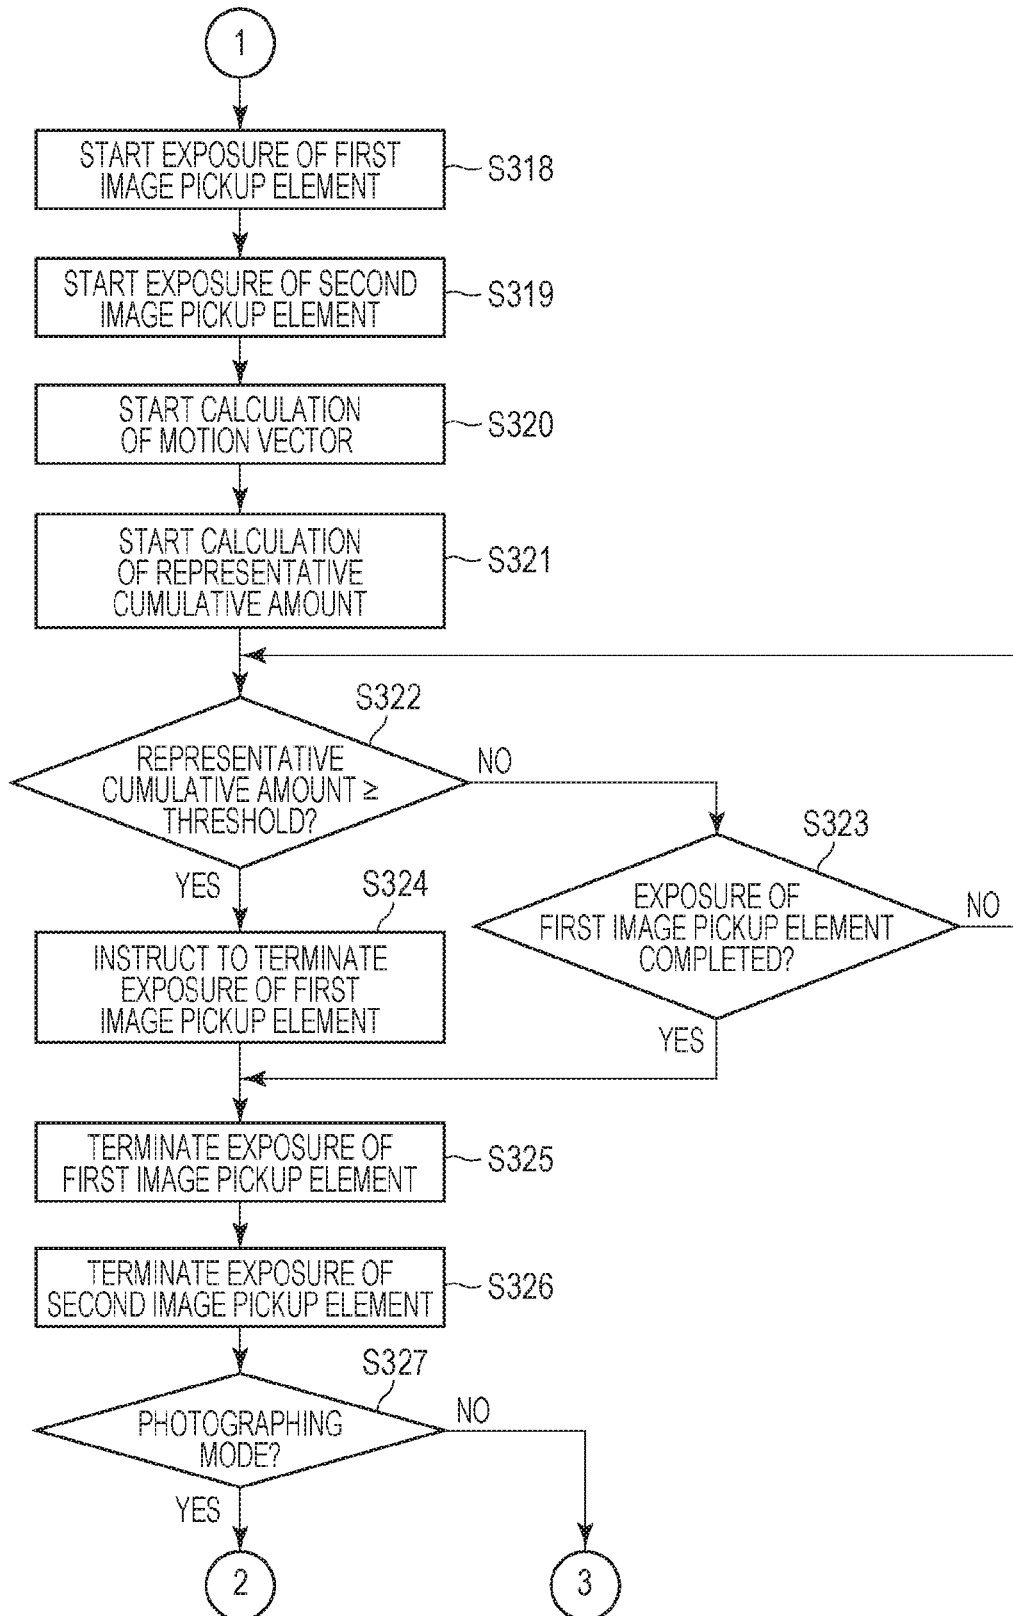 1
START EXPOSURE OF FIRST
IMAGE PICKUP ELEMENT
S318
START EXPOSURE OF SECOND
IMAGE PICKUP ELEMENT
S319
START CALCULATION
OF MOTION VECTOR
S320
START CALCULATION
OF REPRESENTATIVE
CUMULATIVE AMOUNT
S321
S322
REPRESENTATIVE
CUMULATIVE AMOUNT ≥
THRESHOLD?
NO
YES
S323
EXPOSURE OF
FIRST IMAGE PICKUP ELEMENT
COMPLETED?
NO
YES
S324
INSTRUCT TO TERMINATE
EXPOSURE OF FIRST
IMAGE PICKUP ELEMENT
TERMINATE EXPOSURE OF
FIRST IMAGE PICKUP ELEMENT
S325
TERMINATE EXPOSURE OF
SECOND IMAGE PICKUP ELEMENT
S326
S327
PHOTOGRAPHING
MODE?
NO
YES
2
3